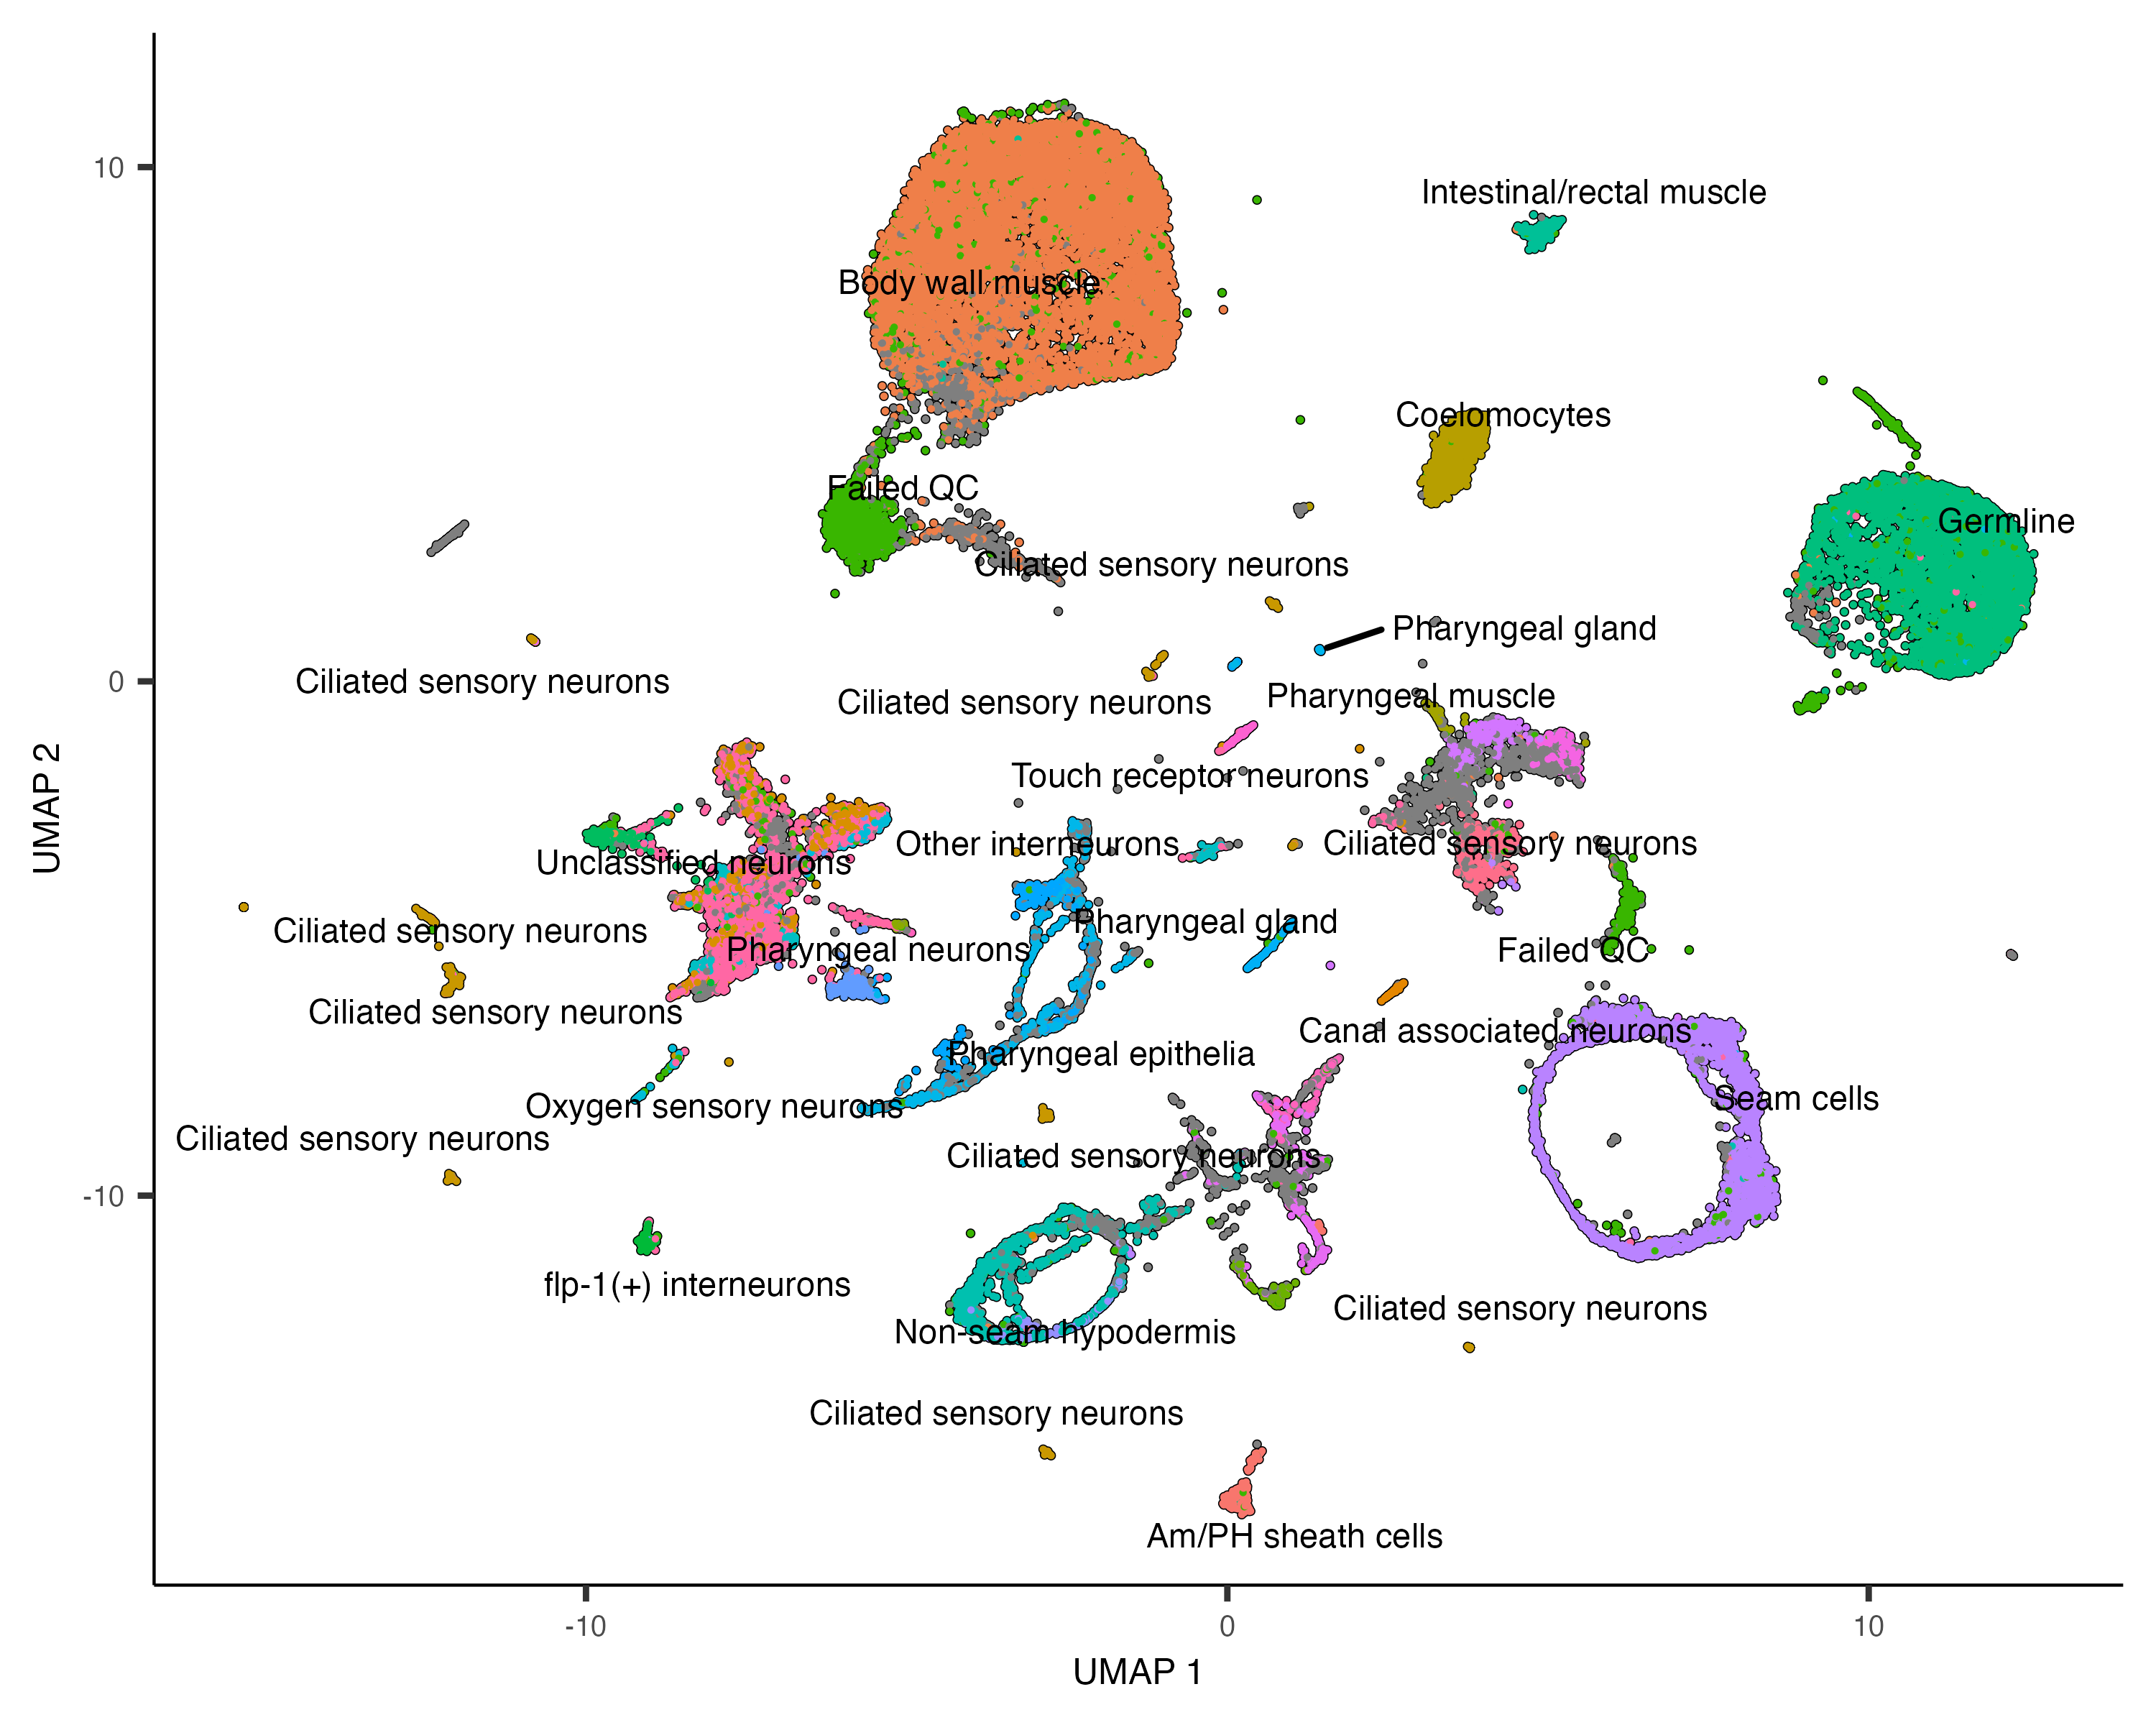 10
Intestinal/rectal muscle
Body wall muscle
Coelomocytes
Failed QC
Germline
Ciliated sensory neurons
Pharyngeal gland
0
Ciliated sensory neurons
Ciliated sensory neurons
Pharyngeal muscle
Touch receptor neurons
UMAP 2
Other interneurons
Ciliated sensory neurons
Unclassified neurons
Pharyngeal gland
Ciliated sensory neurons
Pharyngeal neurons
Failed QC
Ciliated sensory neurons
Canal associated neurons
Pharyngeal epithelia
Seam cells
Oxygen sensory neurons
Ciliated sensory neurons
Ciliated sensory neurons
-10
flp-1(+) interneurons
Ciliated sensory neurons
Non-seam hypodermis
Ciliated sensory neurons
Am/PH sheath cells
-10
0
10
UMAP 1